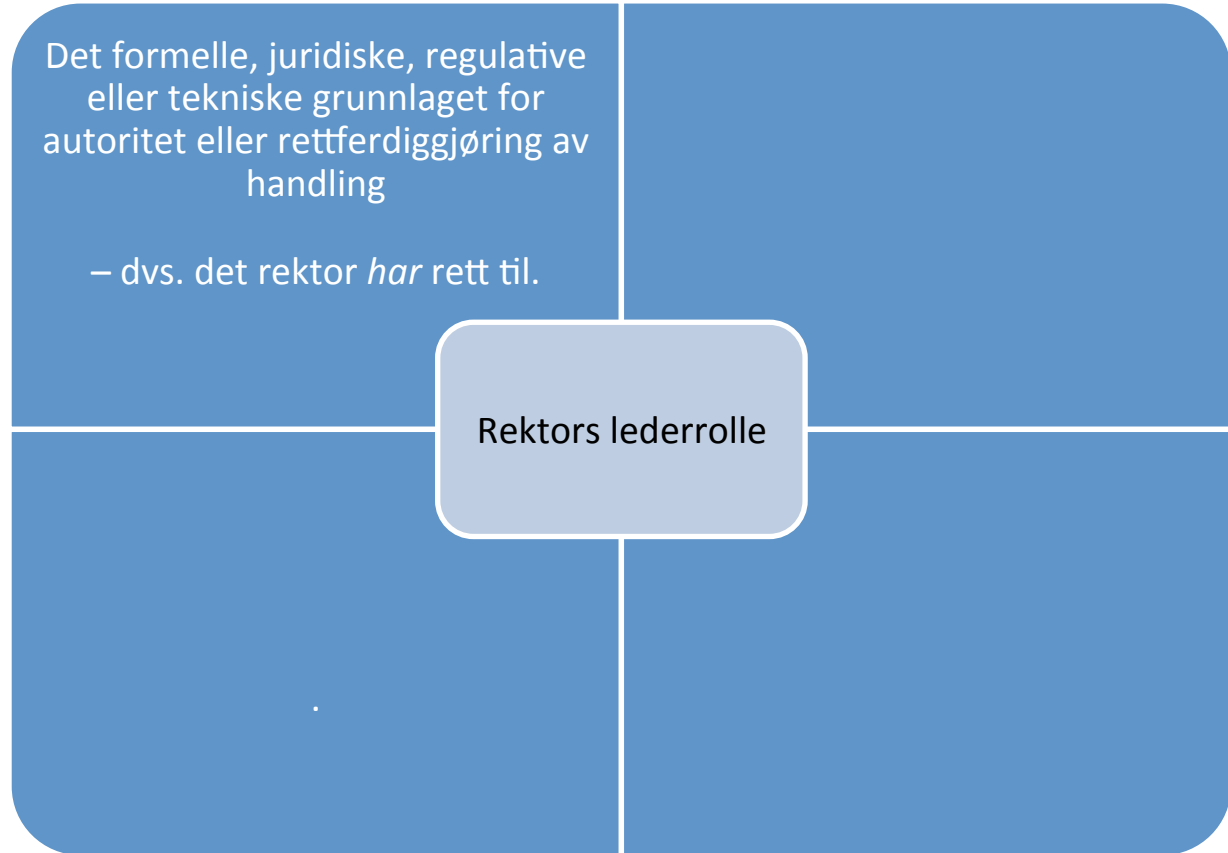 Det formelle, juridiske, regulative
eller tekniske grunnlaget for
autoritet eller rettferdiggjøring av
handling
– dvs. det rektor har rett til.
Rektors lederrolle
.